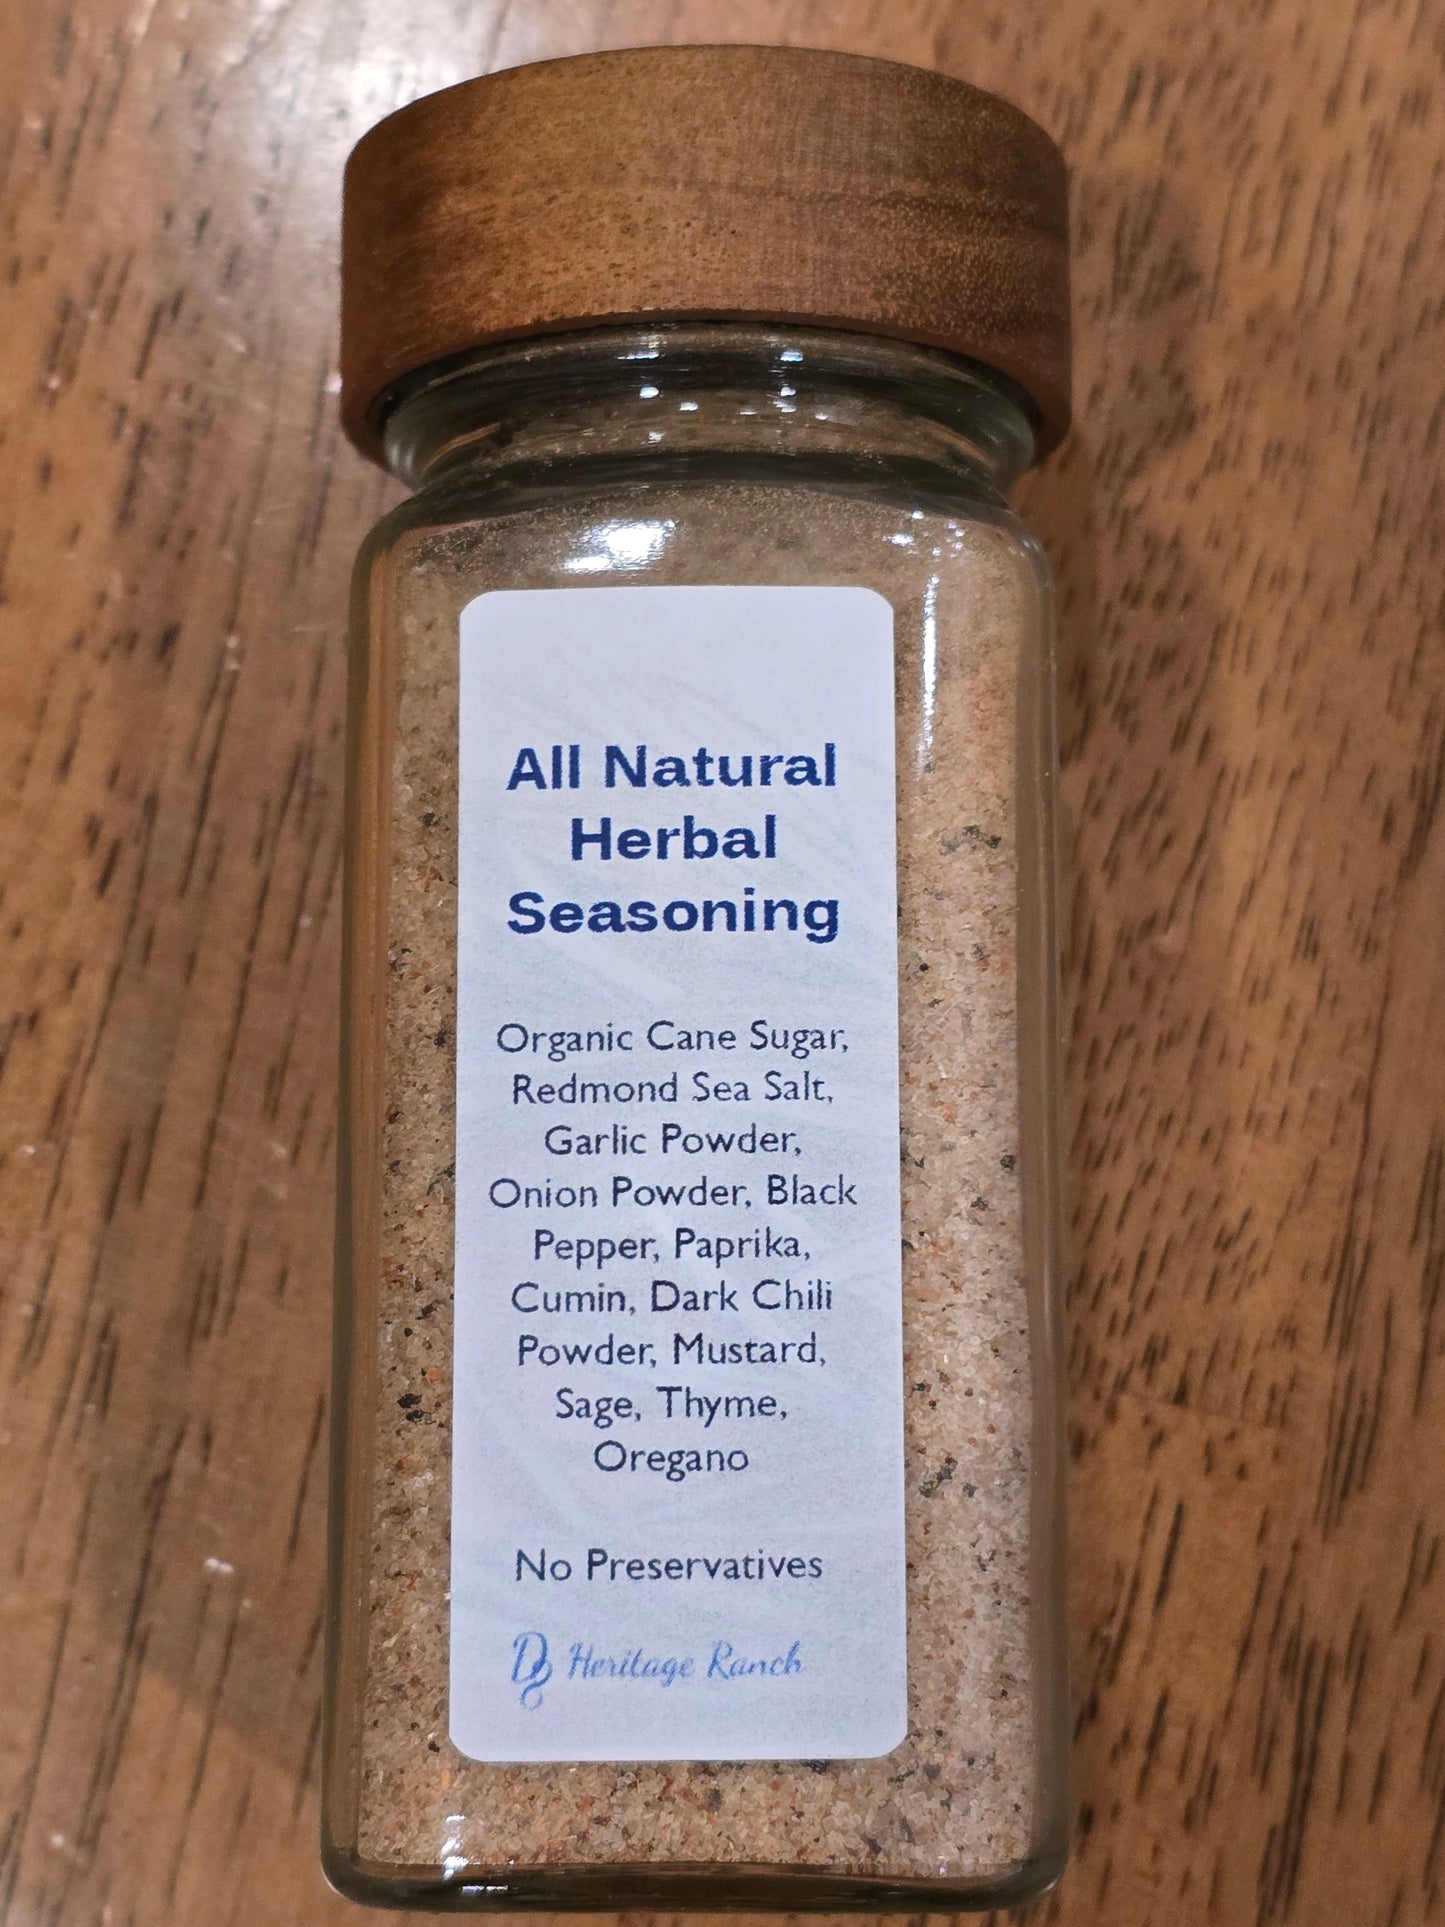 All Natural
Herbal
Seasoning
Organic Cane Sugar,
Redmond Sea Salt,
Garlic Powder,
Onion Powder, Black
Pepper, Paprika,
Cumin, Dark Chili
Powder, Mustard,
Sage, Thyme,
Oregano
No Preservatives
D8 Heritage Ranch